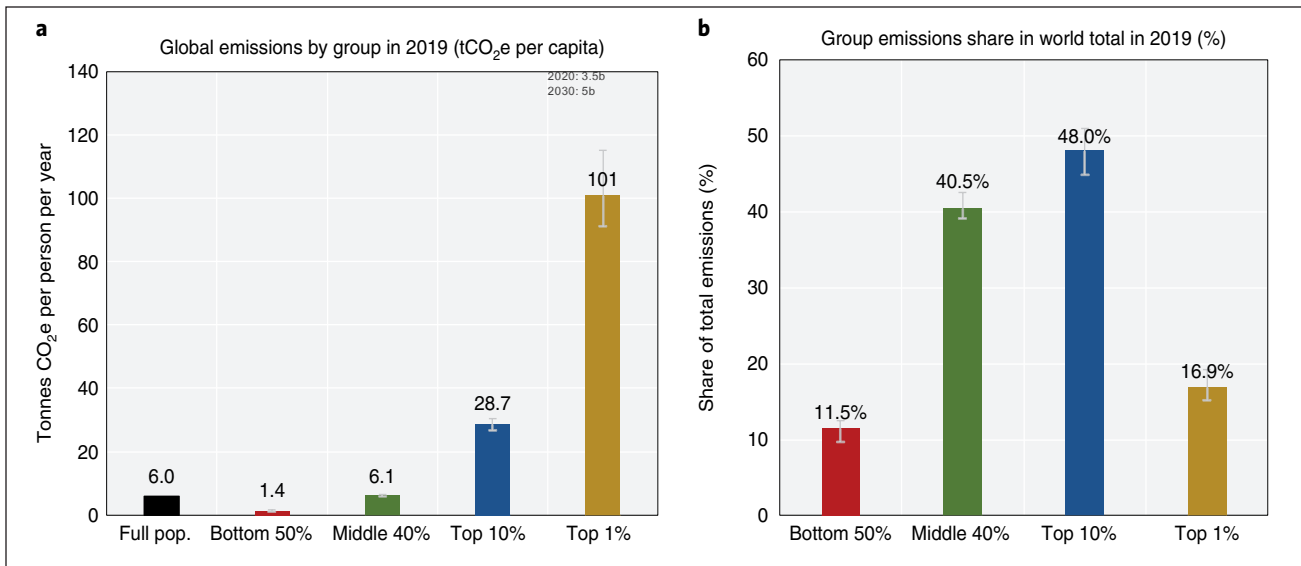 a
Global emissions by group in 2019 (tCO₂e per capita)
2020: 3.5b
2030: 5b
Tonnes CO₂e per person per year
140
120
100
80
60
40
20
0
6.0
1.4
6.1
28.7
101
Full pop.
Bottom 50%
Middle 40%
Top 10%
Top 1%
b
Group emissions share in world total in 2019 (%)
Share of total emissions (%)
60
50
40
30
20
10
0
11.5%
40.5%
48.0%
16.9%
Bottom 50%
Middle 40%
Top 10%
Top 1%